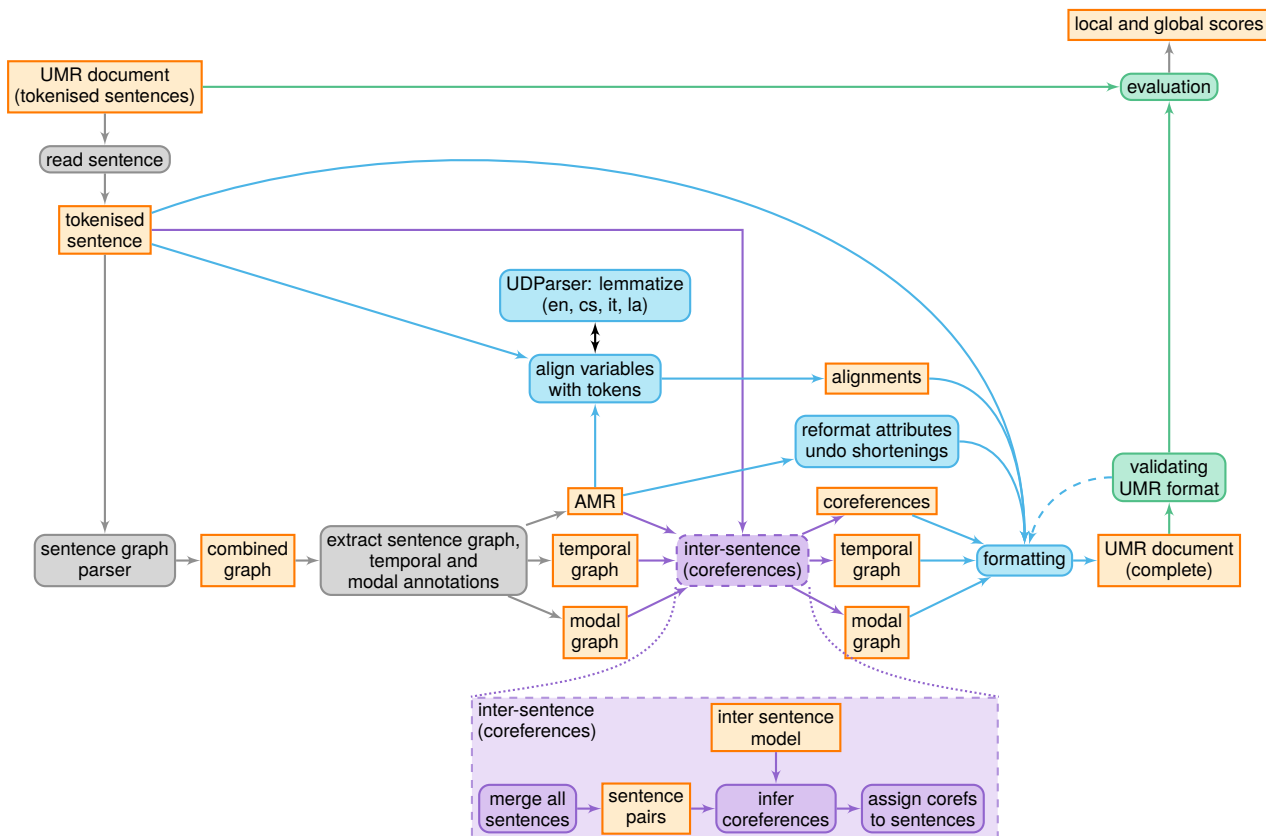 local and global scores
UMR document
(tokenised sentences)
evaluation
read sentence
tokenised
sentence
UDParser: lemmatize
(en, cs, it, la)
align variables
with tokens
alignments
reformat attributes
undo shortenings
validating
UMR format
AMR
coreferences
sentence graph
parser
combined
graph
extract sentence graph,
temporal and
modal annotations
temporal
graph
inter-sentence
(coreferences)
temporal
graph
formatting
UMR document
(complete)
modal
graph
modal
graph
inter-sentence
(coreferences)
inter sentence
model
merge all
sentences
sentence
pairs
infer
coreferences
assign corefs
to sentences